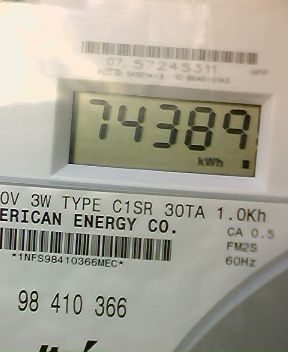 07 57245311
74389
kWh
0V 3W TYPE C1SR 30TA 1.0Kh
ERICAN ENERGY CO.
CA 0.5
FM2S
*1NFS98410366MEC*
60Hz
98 410 366